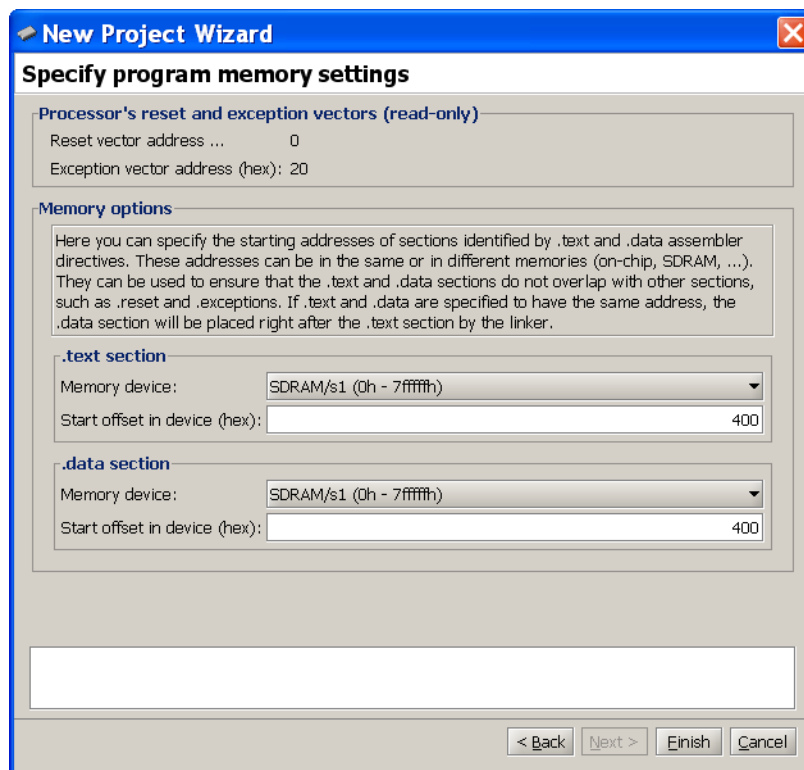 New Project Wizard
Specify program memory settings
Processor's reset and exception vectors (read-only)
Reset vector address ... 0
Exception vector address (hex): 20
Memory options
Here you can specify the starting addresses of sections identified by .text and .data assembler
directives. These addresses can be in the same or in different memories (on-chip, SDRAM, ...).
They can be used to ensure that the .text and .data sections do not overlap with other sections,
such as .reset and .exceptions. If .text and .data are specified to have the same address, the
.data section will be placed right after the .text section by the linker.
.text section
Memory device: SDRAM/s1 (0h - 7fffffh)
Start offset in device (hex): 400
.data section
Memory device: SDRAM/s1 (0h - 7fffffh)
Start offset in device (hex): 400
< Back Next > Finish Cancel